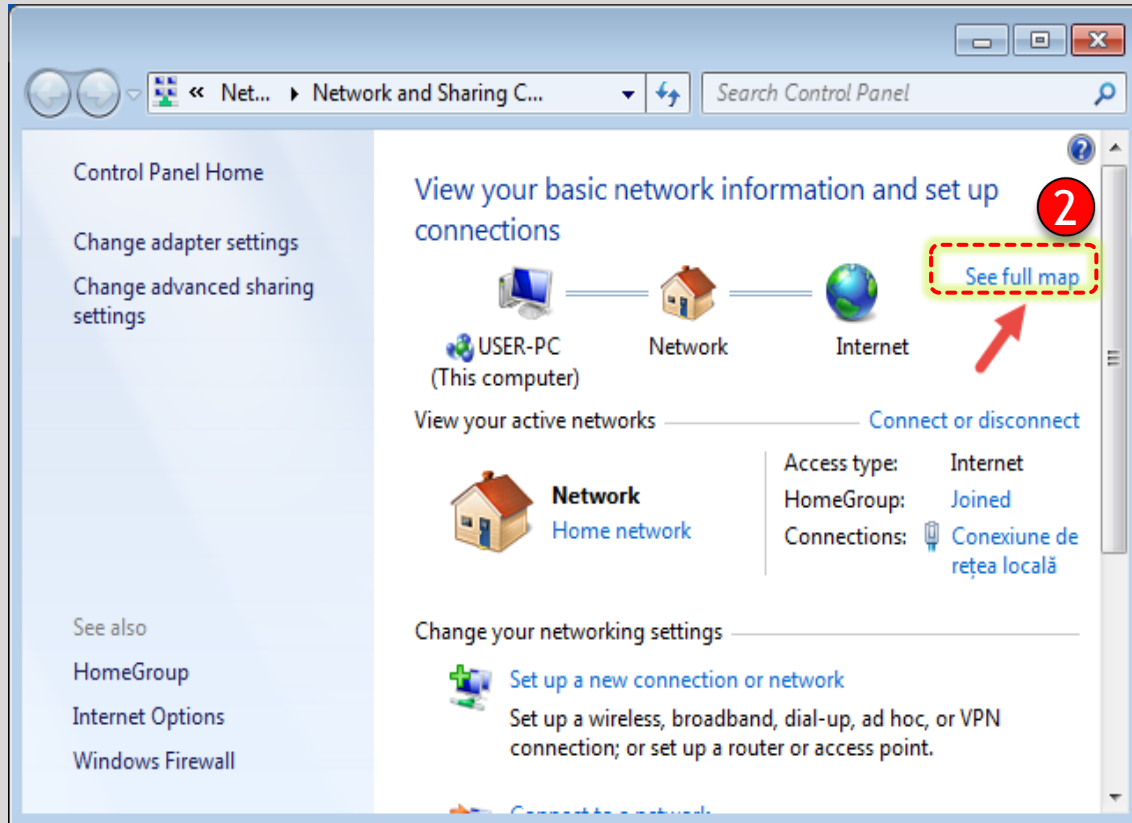 « Net... ▸ Network and Sharing C...
Search Control Panel
Control Panel Home
Change adapter settings
Change advanced sharing
settings
See also
HomeGroup
Internet Options
Windows Firewall
View your basic network information and set up
connections
2
See full map
USER-PC
(This computer)
Network
Internet
View your active networks
Connect or disconnect
Network
Home network
Access type: Internet
HomeGroup: Joined
Connections: Conexiune de
rețea locală
Change your networking settings
Set up a new connection or network
Set up a wireless, broadband, dial-up, ad hoc, or VPN
connection; or set up a router or access point.
Connect to a network